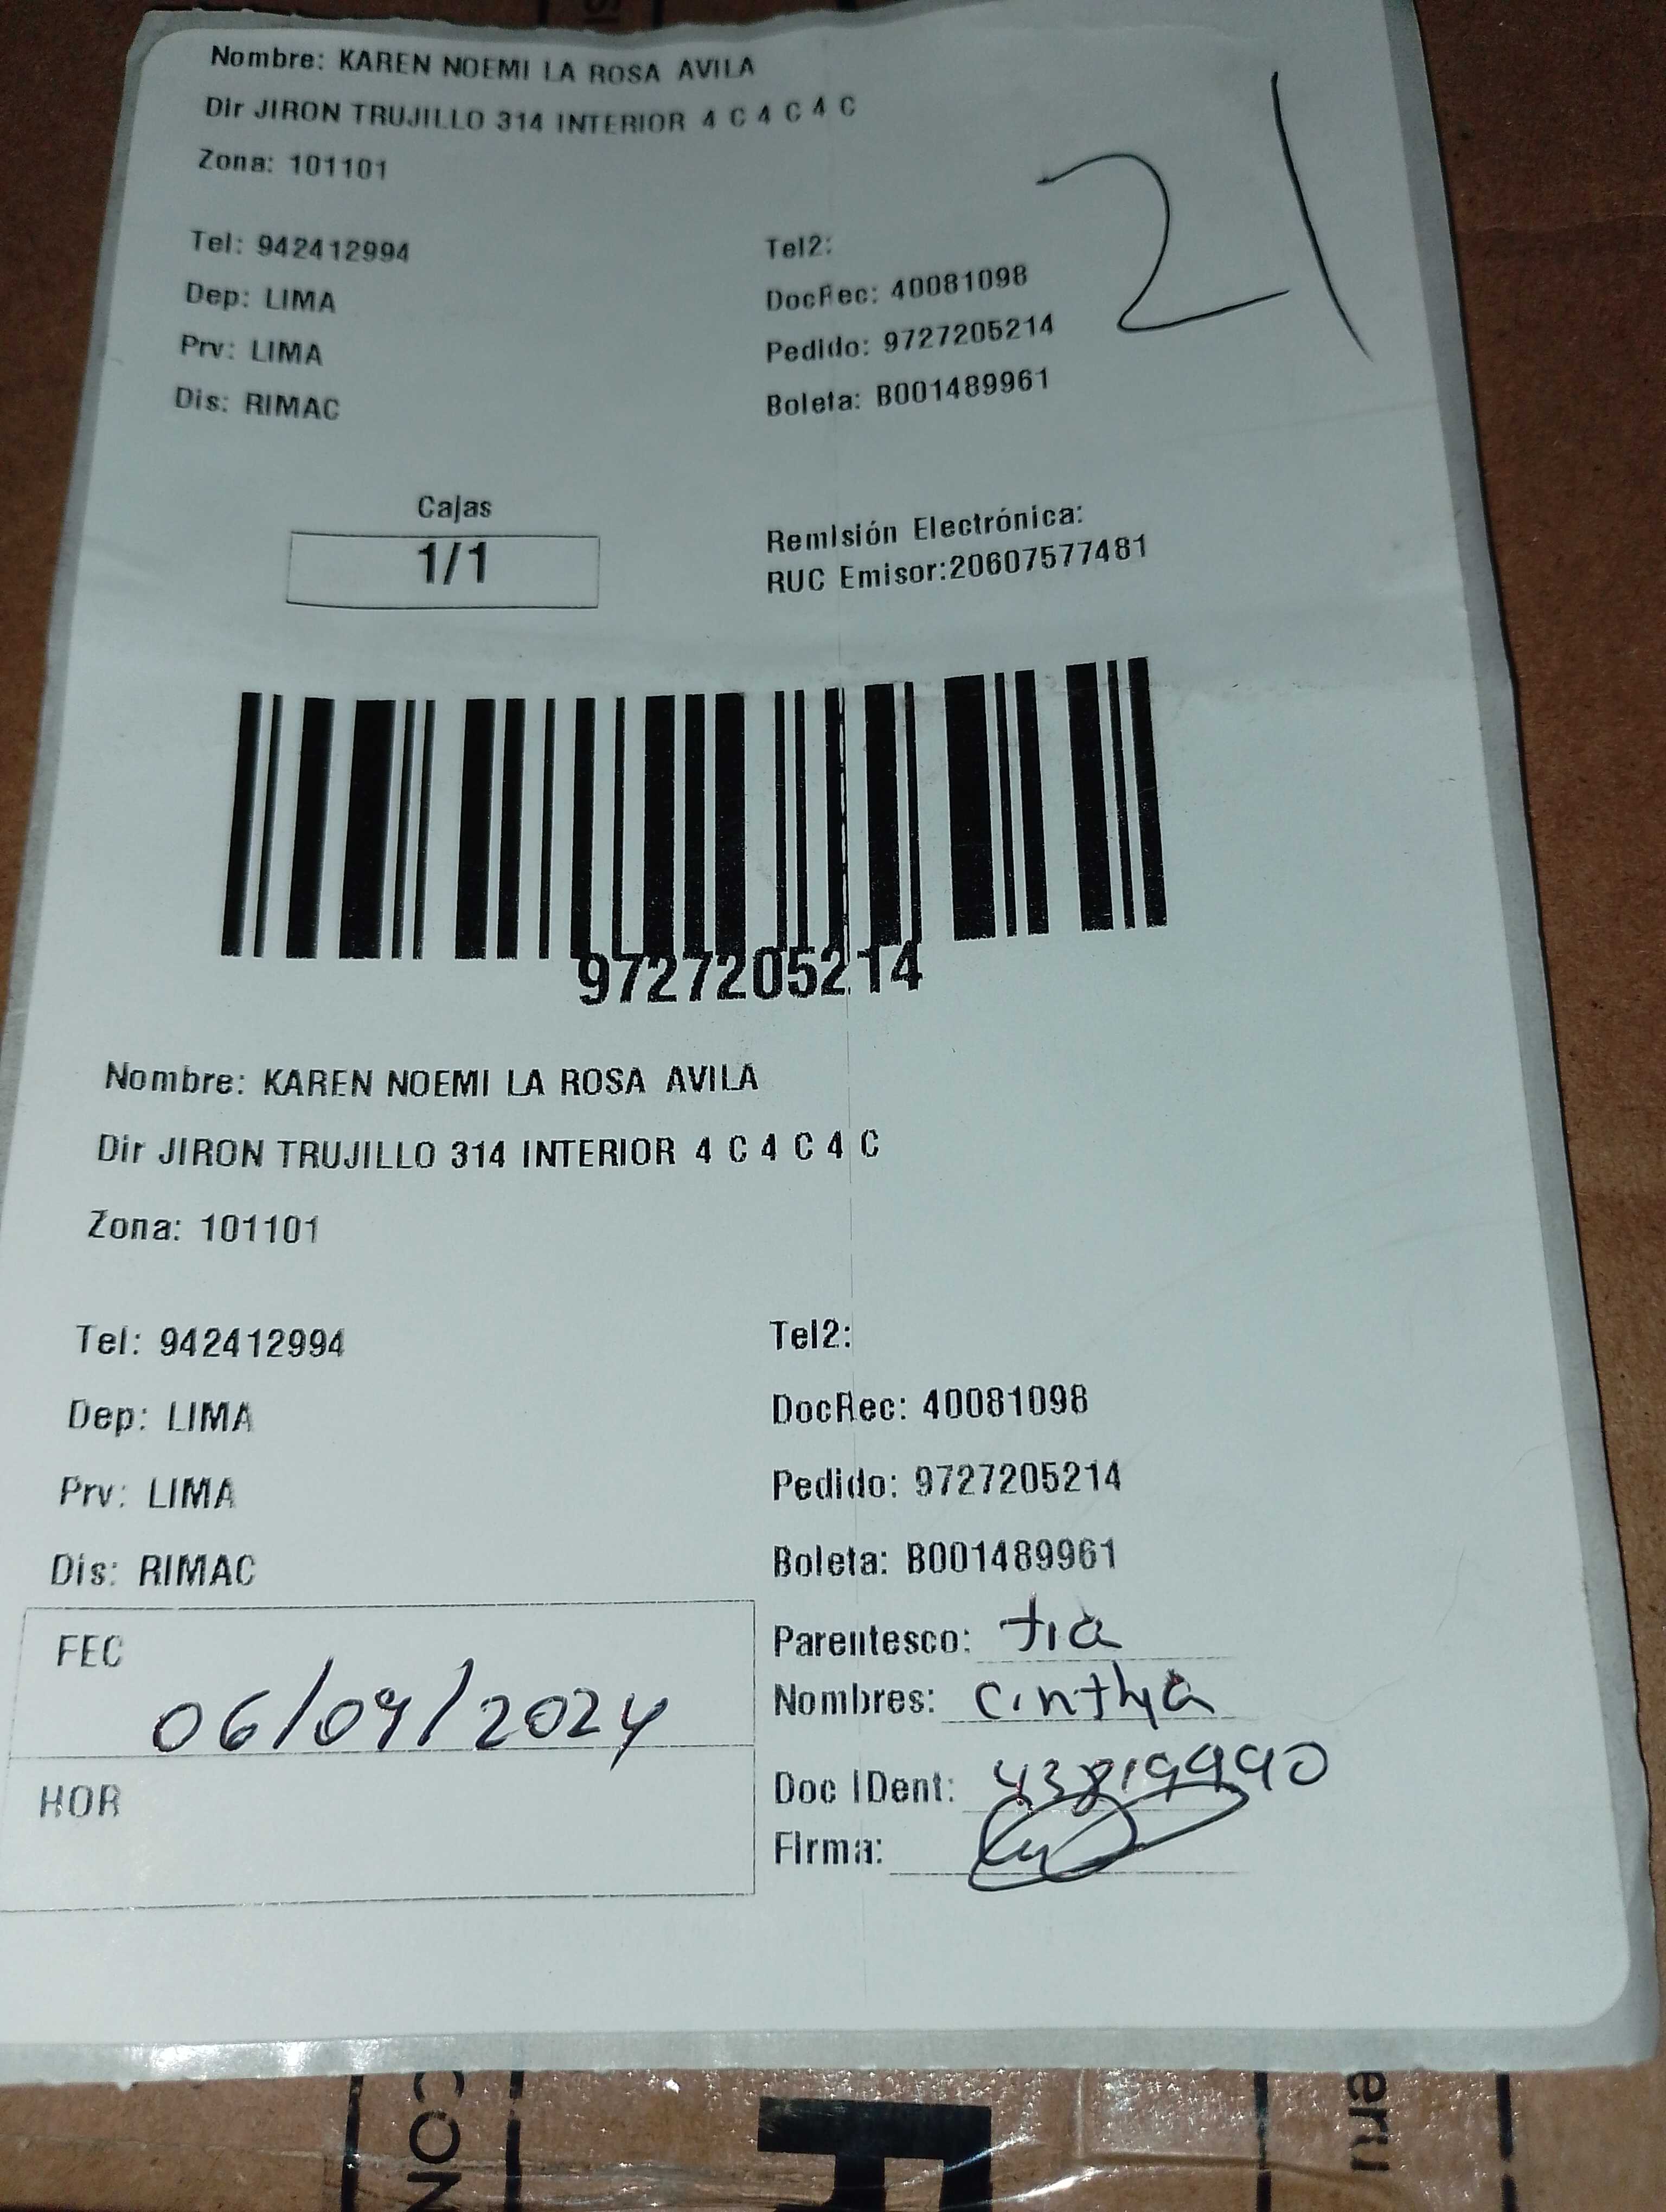 Nombre: KAREN NOEMI LA ROSA AVILA
Dir JIRON TRUJILLO 314 INTERIOR 4 C 4 C 4 C
Zona: 101101
21
Tel: 942412994
Tel2:
Dep: LIMA
DocRec: 40081098
Prv: LIMA
Pedido: 9727205214
Dis: RIMAC
Boleta: B001489961
Cajas
1/1
Remisión Electrónica:
RUC Emisor:20607577481
9727205214
Nombre: KAREN NOEMI LA ROSA AVILA
Dir JIRON TRUJILLO 314 INTERIOR 4 C 4 C 4 C
Zona: 101101
Tel: 942412994
Tel2:
Dep: LIMA
DocRec: 40081098
Prv: LIMA
Pedido: 9727205214
Dis: RIMAC
Boleta: B001489961
FEC
06/09/2024
HOR
Parentesco: tia
Nombres: Cinthya
Doc IDent: 43819990
Firma:
CON
eru